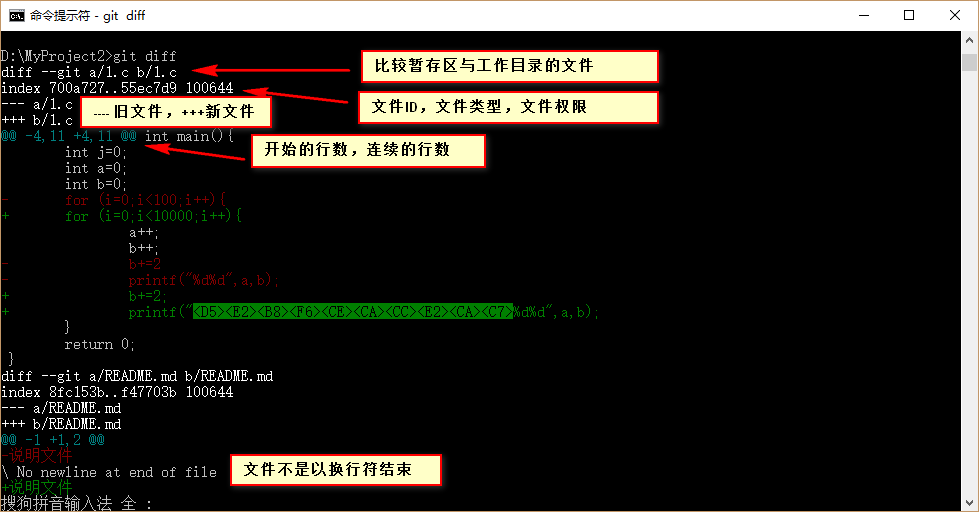 命令提示符 - git  diff
D:\MyProject2>git diff
diff --git a/1.c b/1.c
比较暂存区与工作目录的文件
index 700a727..55ec7d9 100644
文件ID，文件类型，文件权限
--- a/1.c
+++ b/1.c
---- 旧文件，+++新文件
@@ -4,11 +4,11 @@ int main(){
开始的行数，连续的行数
int j=0;
int a=0;
int b=0;
-       for (i=0;i<100;i++){
+       for (i=0;i<10000;i++){
a++;
b++;
-               b+=2
-               printf("%d%d",a,b);
+               b+=2;
+               printf("<D5><E2><B8><F6><CE><CA><CC><E2><CA><C7>%d%d",a,b);
}
return 0;
}
diff --git a/README.md b/README.md
index 8fc153b..f47703b 100644
--- a/README.md
+++ b/README.md
@@ -1 +1,2 @@
-说明文件
\ No newline at end of file
文件不是以换行符结束
+说明文件
搜狗拼音输入法 全 :